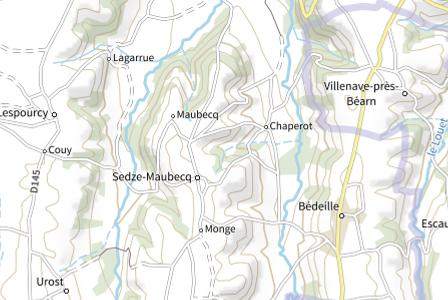 Lagarrue
Villenave-près-
Béarn
Lespourcy
Maubecq
Chaperot
le Louet
Couy
D145
Sedze-Maubecq
Bédeille
Monge
Escau
Urost